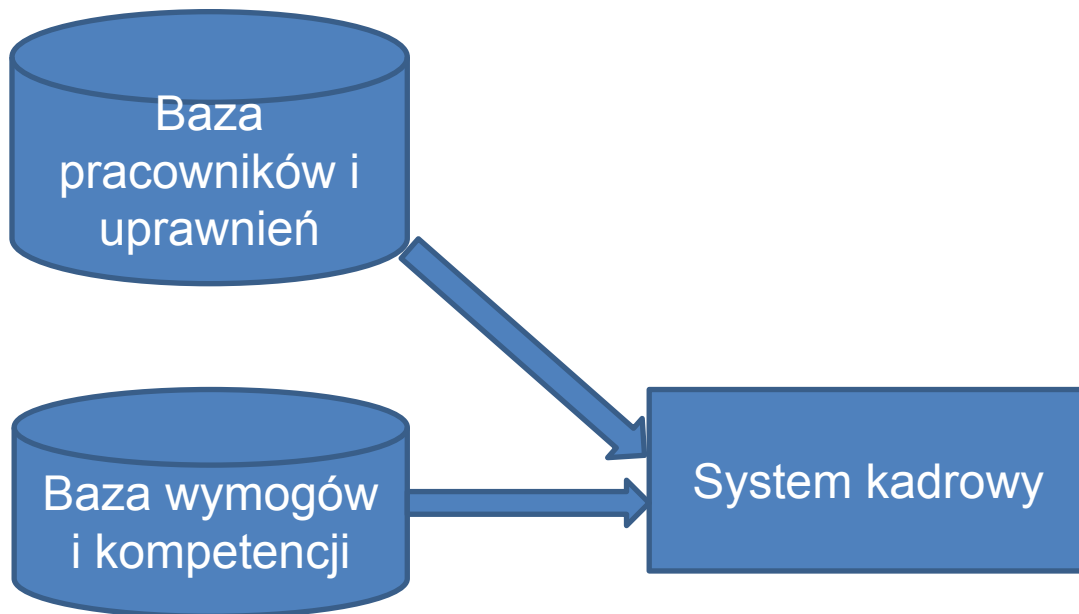 Baza
pracowników i
uprawnień
Baza wymogów
i kompetencji
System kadrowy